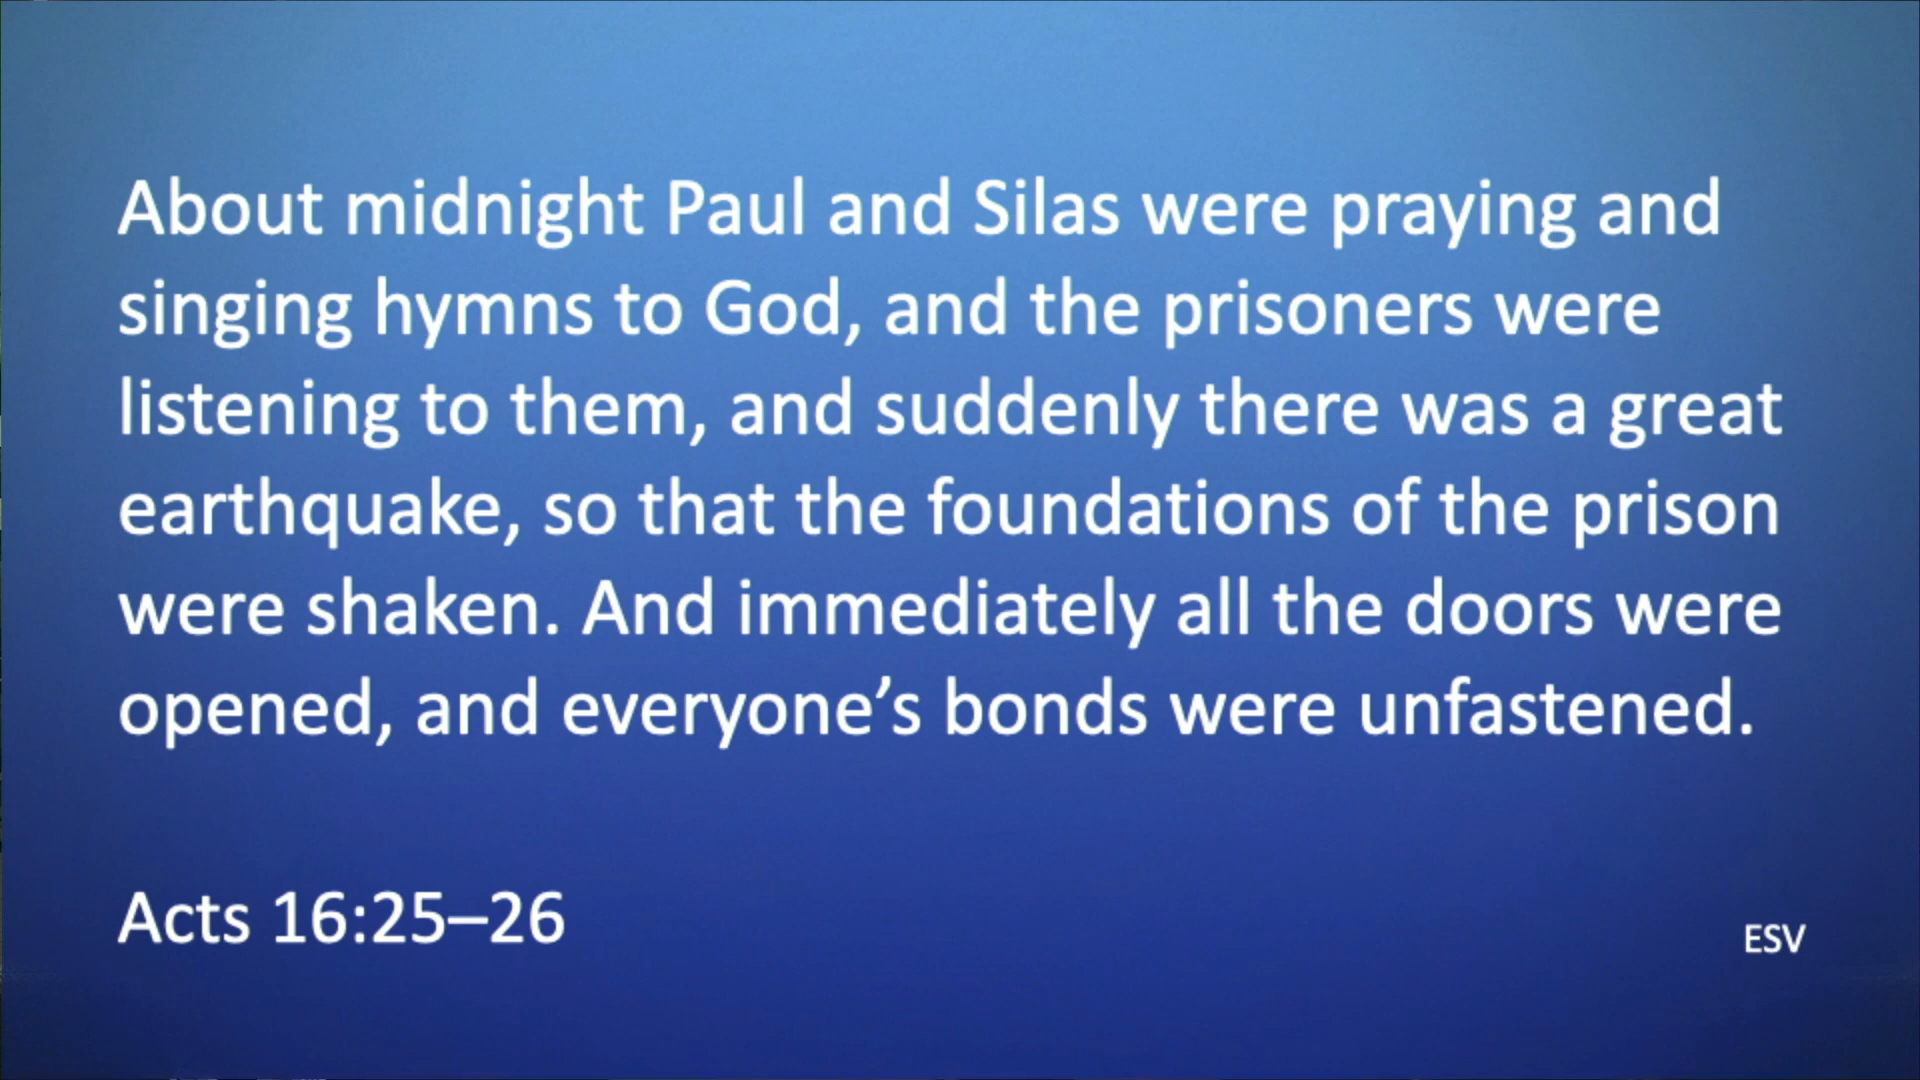 About midnight Paul and Silas were praying and
singing hymns to God, and the prisoners were
listening to them, and suddenly there was a great
earthquake, so that the foundations of the prison
were shaken. And immediately all the doors were
opened, and everyone’s bonds were unfastened.
Acts 16:25–26
ESV